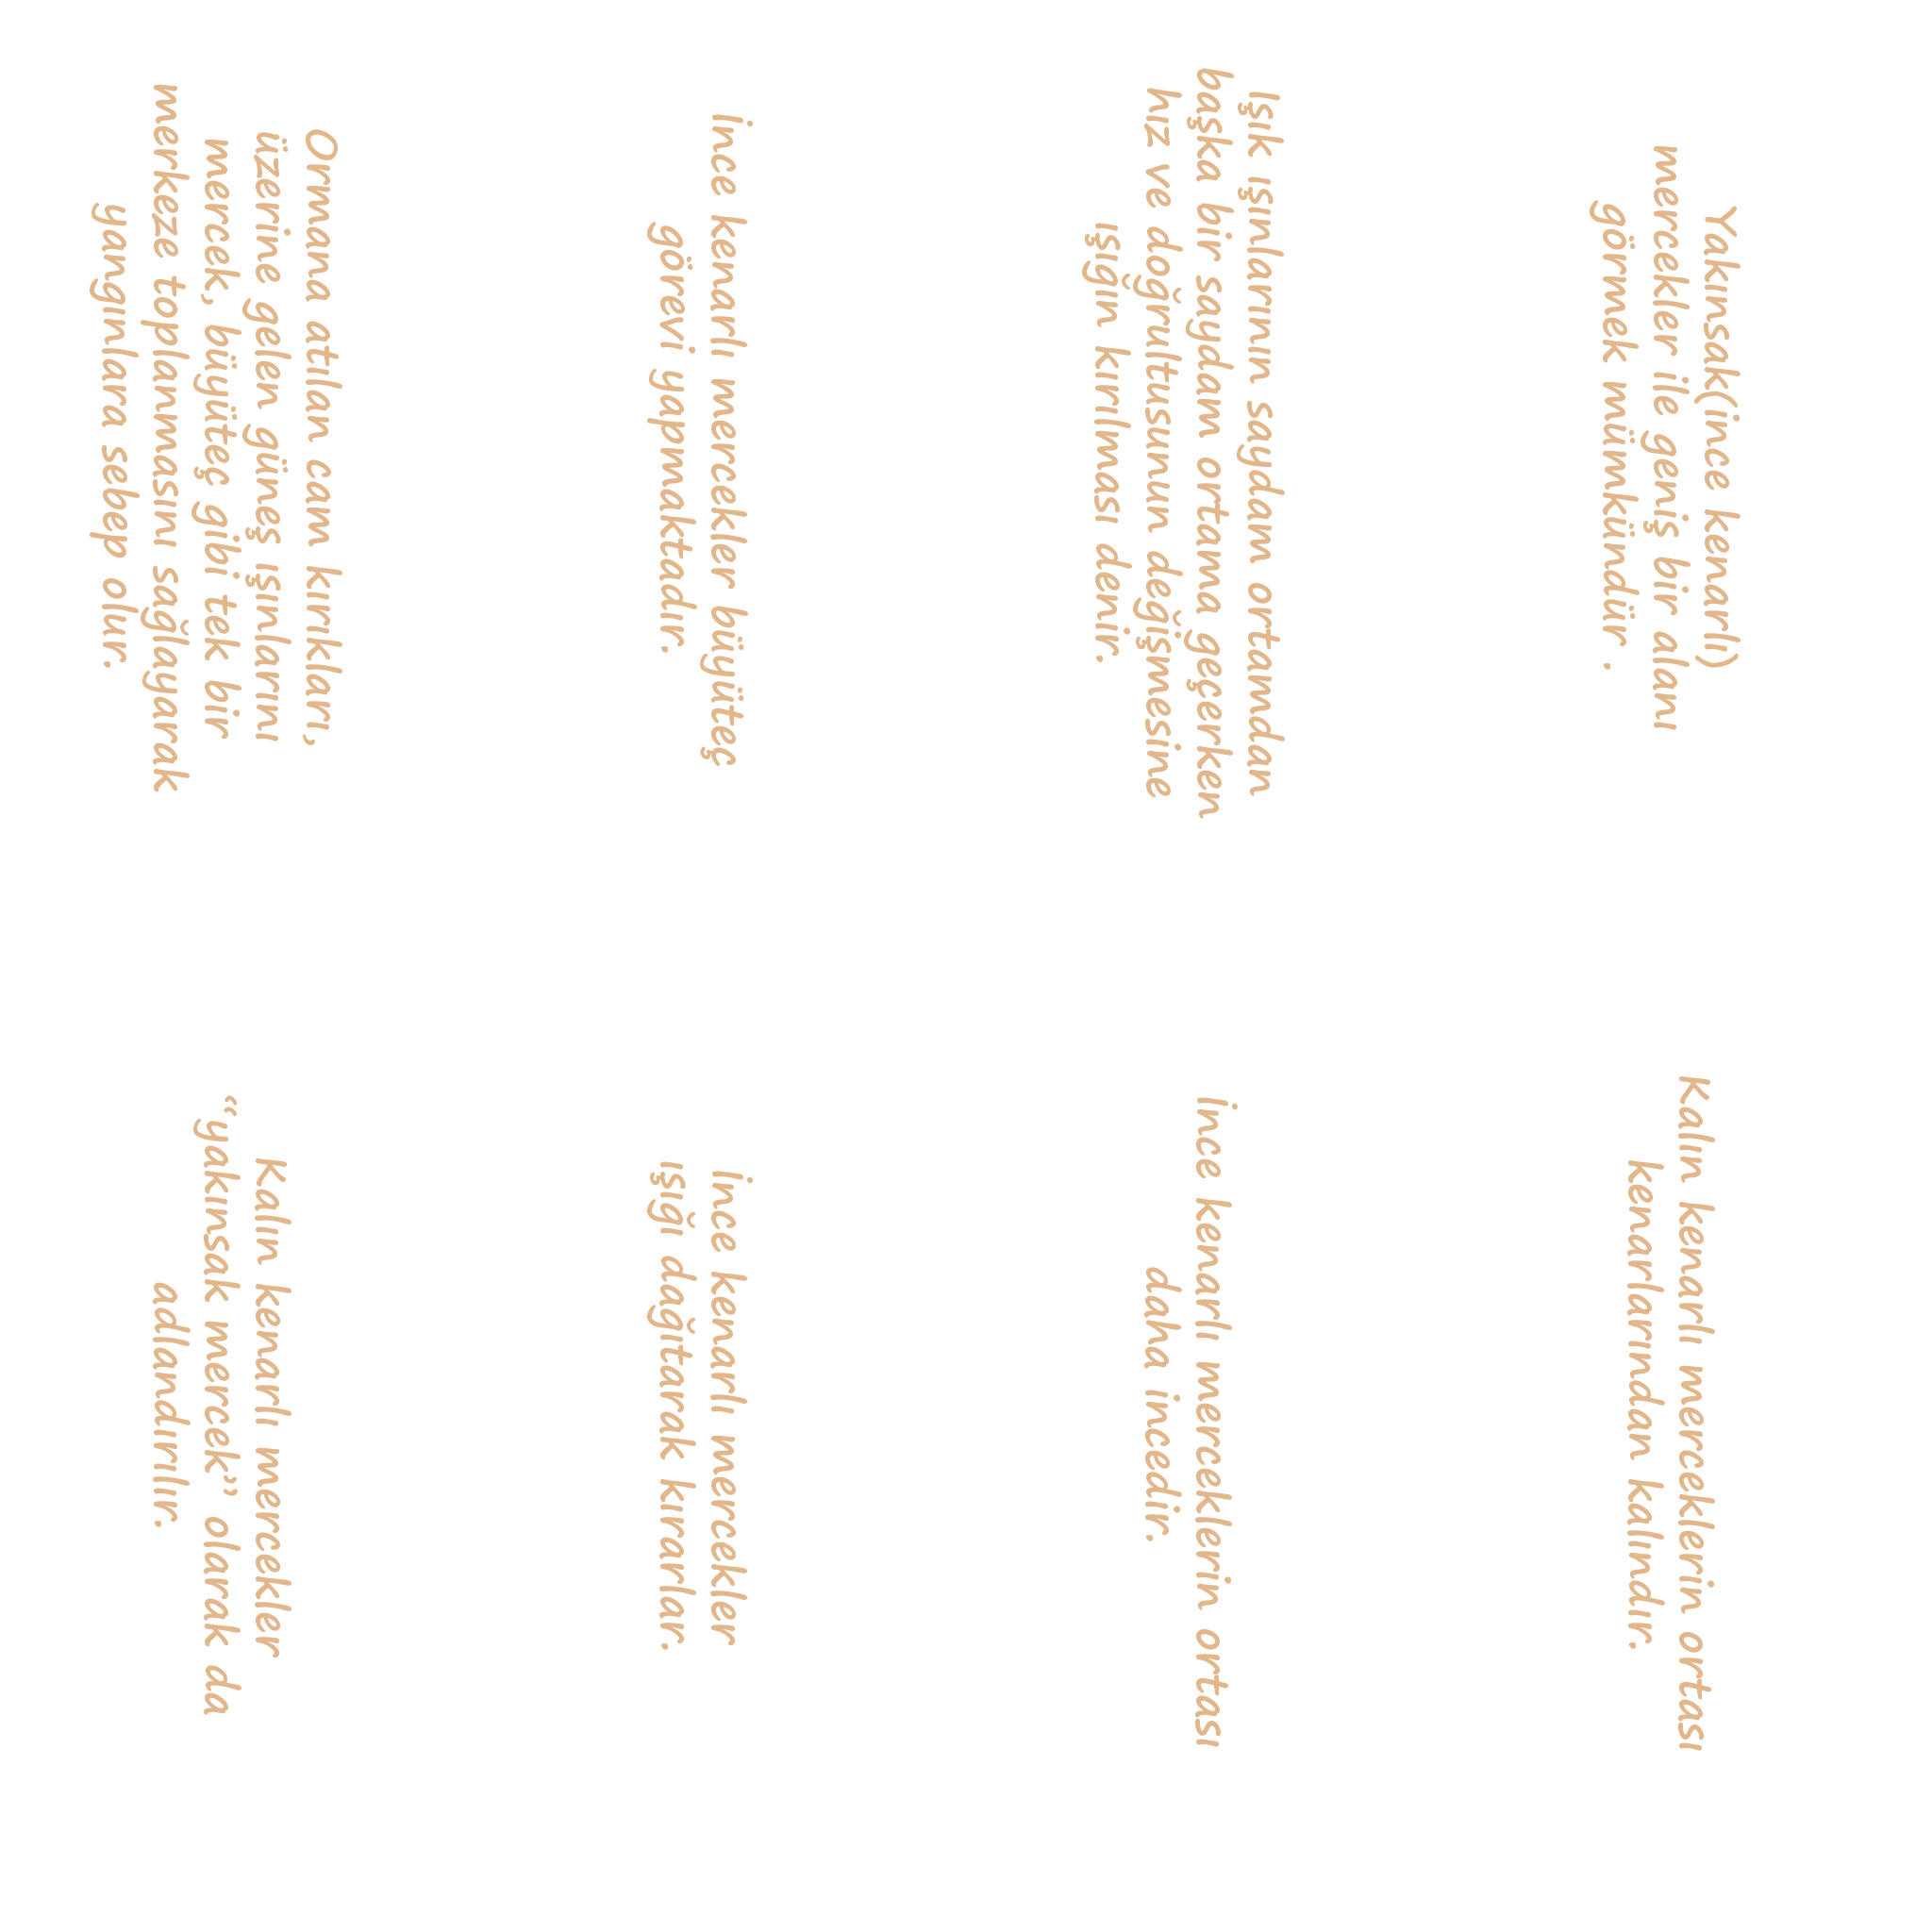 Yakınsak(ince kenarlı)
mercekler ile geniş bir alanı
görmek mümkündür.
Kalın kenarlı merceklerin ortası
kenarlarından kalındır.
Işık ışınlarının saydam ortamdan
başka bir saydam ortama geçerken
hız ve doğrultusunun değişmesine
ışığın kırılması denir.
İnce kenarlı merceklerin ortası
daha incedir.
ince kenarlı mercekler büyüteç
görevi yapmaktadır.
İnce kenarlı mercekler
ışığı dağıtarak kırarlar.
Ormana atılan cam kırıkları,
üzerine gelen güneş ışınlarını
mercek, büyüteç gibi tek bir
merkeze toplanmasını sağlayarak
yangınlara sebep olur.
Kalın kenarlı mercekler
“yakınsak mercek” olarak da
adlandırılır.